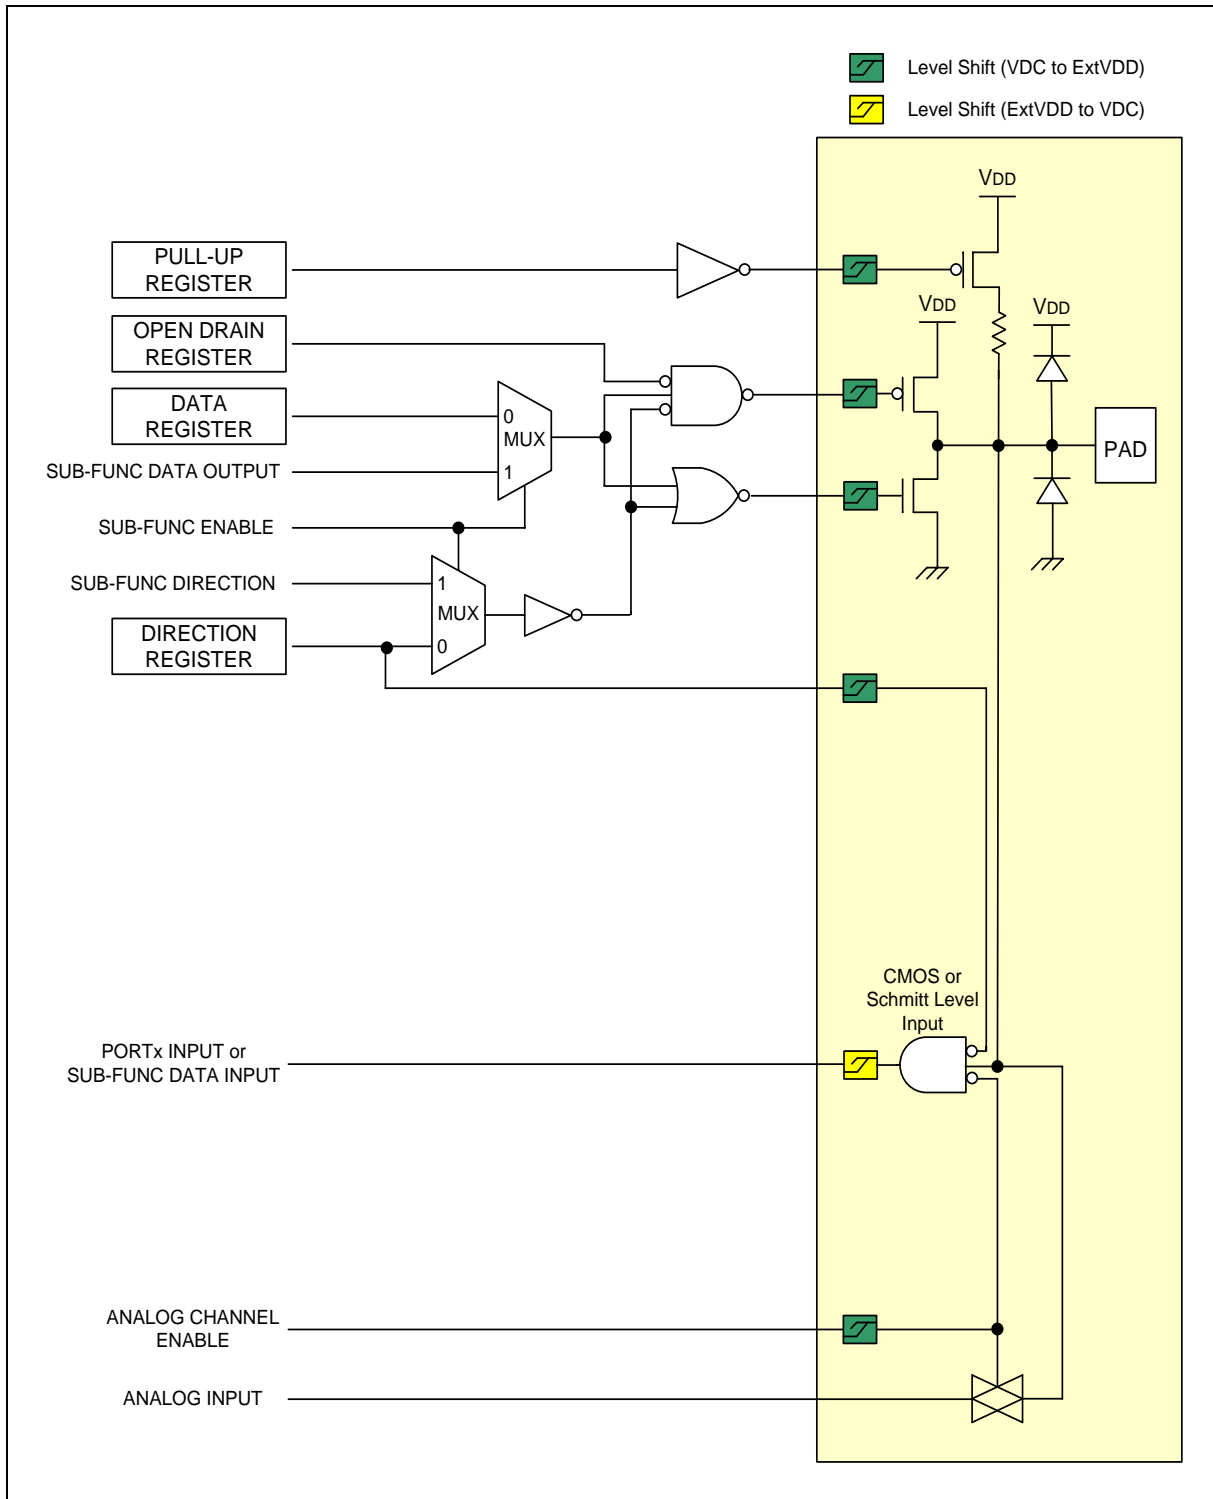 Level Shift (VDC to ExtVDD)
Level Shift (ExtVDD to VDC)
VDD
PULL-UP
REGISTER
VDD
VDD
OPEN DRAIN
REGISTER
DATA
REGISTER
0
MUX
1
PAD
SUB-FUNC DATA OUTPUT
SUB-FUNC ENABLE
SUB-FUNC DIRECTION
1
MUX
0
DIRECTION
REGISTER
CMOS or
Schmitt Level
Input
PORTx INPUT or
SUB-FUNC DATA INPUT
ANALOG CHANNEL
ENABLE
ANALOG INPUT